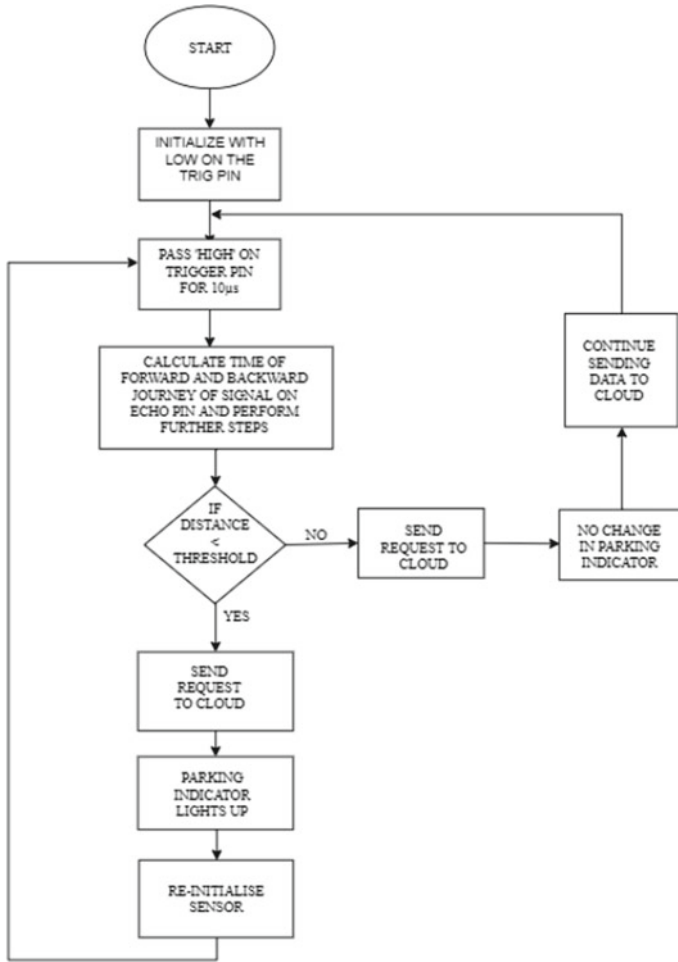 START
INITIALIZE WITH
LOW ON THE
TRIG PIN
PASS 'HIGH' ON
TRIGGER PIN
FOR 10µs
CALCULATE TIME OF
FORWARD AND BACKWARD
JOURNEY OF SIGNAL ON
ECHO PIN AND PERFORM
FURTHER STEPS
IF
DISTANCE
<
THRESHOLD
NO
SEND
REQUEST TO
CLOUD
NO CHANGE
IN PARKING
INDICATOR
CONTINUE
SENDING
DATA TO
CLOUD
YES
SEND
REQUEST
TO CLOUD
PARKING
INDICATOR
LIGHTS UP
RE-INITIALISE
SENSOR